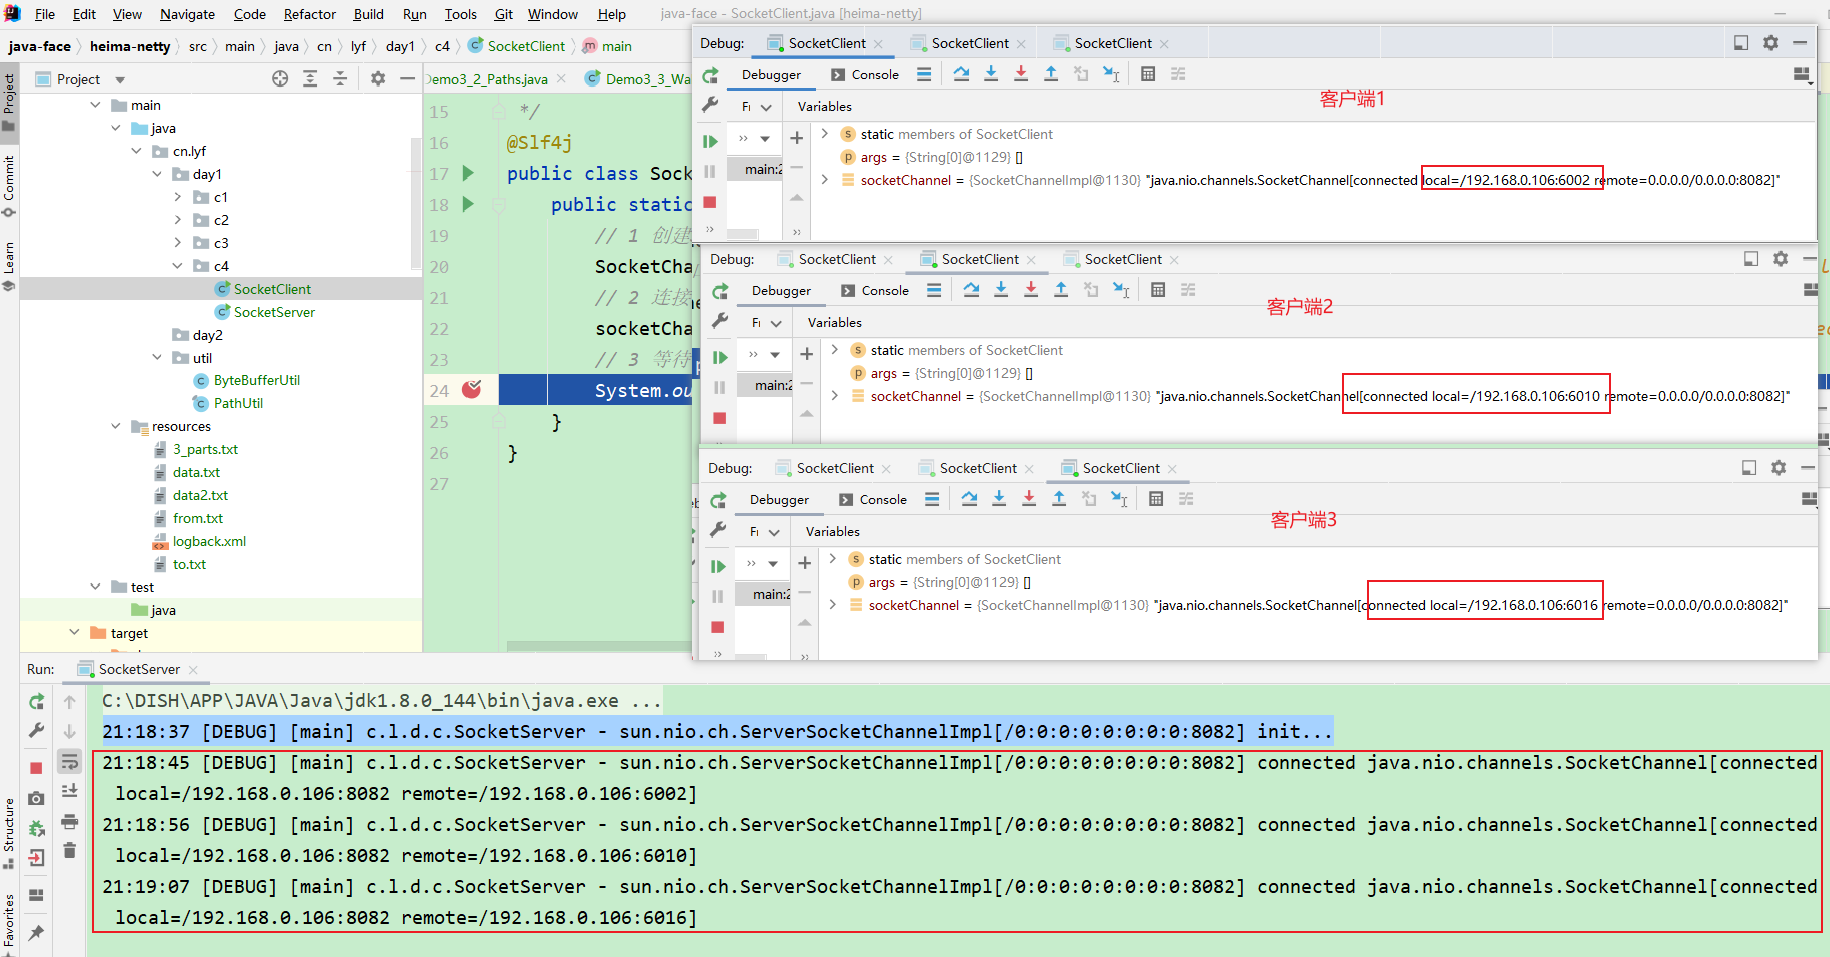 File Edit View Navigate Code Refactor Build Run Tools Git Window Help java-face - SocketClient.java [heima-netty]
java-face heima-netty src main java cn lyf day1 c4 SocketClient main
Project
Demo3_2_Paths.java
Demo3_3_Wa
Project
Commit
Learn
Structure
Favorites
main
java
cn.lyf
day1
c1
c2
c3
c4
SocketClient
SocketServer
day2
util
ByteBufferUtil
PathUtil
resources
3_parts.txt
data.txt
data2.txt
from.txt
logback.xml
to.txt
test
java
target
15 */
16 @Slf4j
17 public class Sock
18 public static
19 // 1 创建
20 SocketCha
21 // 2 连接
22 socketCha
23 // 3 等待
24 System.ou
25 }
26 }
27
Debug: SocketClient SocketClient SocketClient
Debugger Console
客户端1
Variables
static members of SocketClient
args = {String[0]@1129} []
main:2
socketChannel = {SocketChannelImpl@1130} "java.nio.channels.SocketChannel[connected local=/192.168.0.106:6002 remote=0.0.0.0/0.0.0.0:8082]"
Debug: SocketClient SocketClient SocketClient
Debugger Console
客户端2
Variables
static members of SocketClient
args = {String[0]@1129} []
main:2
socketChannel = {SocketChannelImpl@1130} "java.nio.channels.SocketChannel[connected local=/192.168.0.106:6010 remote=0.0.0.0/0.0.0.0:8082]"
Debug: SocketClient SocketClient SocketClient
Debugger Console
客户端3
Variables
static members of SocketClient
args = {String[0]@1129} []
main:2
socketChannel = {SocketChannelImpl@1130} "java.nio.channels.SocketChannel[connected local=/192.168.0.106:6016 remote=0.0.0.0/0.0.0.0:8082]"
Run: SocketServer
C:\DISH\APP\JAVA\Java\jdk1.8.0_144\bin\java.exe ...
21:18:37 [DEBUG] [main] c.l.d.c.SocketServer - sun.nio.ch.ServerSocketChannelImpl[/0:0:0:0:0:0:0:0:8082] init...
21:18:45 [DEBUG] [main] c.l.d.c.SocketServer - sun.nio.ch.ServerSocketChannelImpl[/0:0:0:0:0:0:0:0:8082] connected java.nio.channels.SocketChannel[connected
local=/192.168.0.106:8082 remote=/192.168.0.106:6002]
21:18:56 [DEBUG] [main] c.l.d.c.SocketServer - sun.nio.ch.ServerSocketChannelImpl[/0:0:0:0:0:0:0:0:8082] connected java.nio.channels.SocketChannel[connected
local=/192.168.0.106:8082 remote=/192.168.0.106:6010]
21:19:07 [DEBUG] [main] c.l.d.c.SocketServer - sun.nio.ch.ServerSocketChannelImpl[/0:0:0:0:0:0:0:0:8082] connected java.nio.channels.SocketChannel[connected
local=/192.168.0.106:8082 remote=/192.168.0.106:6016]